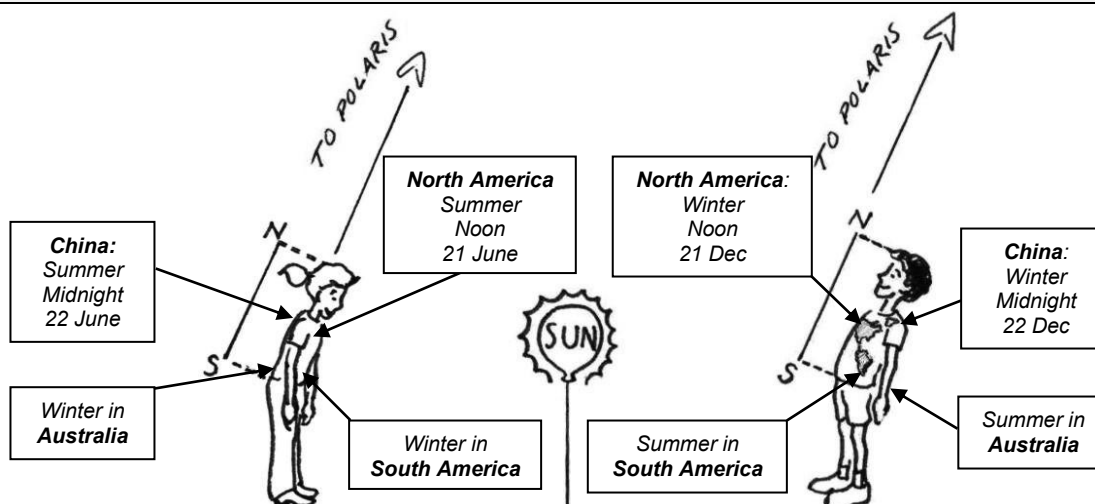 TO POLARIS
TO POLARIS
North America
Summer
Noon
21 June
North America:
Winter
Noon
21 Dec
China:
Summer
Midnight
22 June
N
N
China:
Winter
Midnight
22 Dec
SUN
S
S
Winter in
Australia
Winter in
South America
Summer in
South America
Summer in
Australia